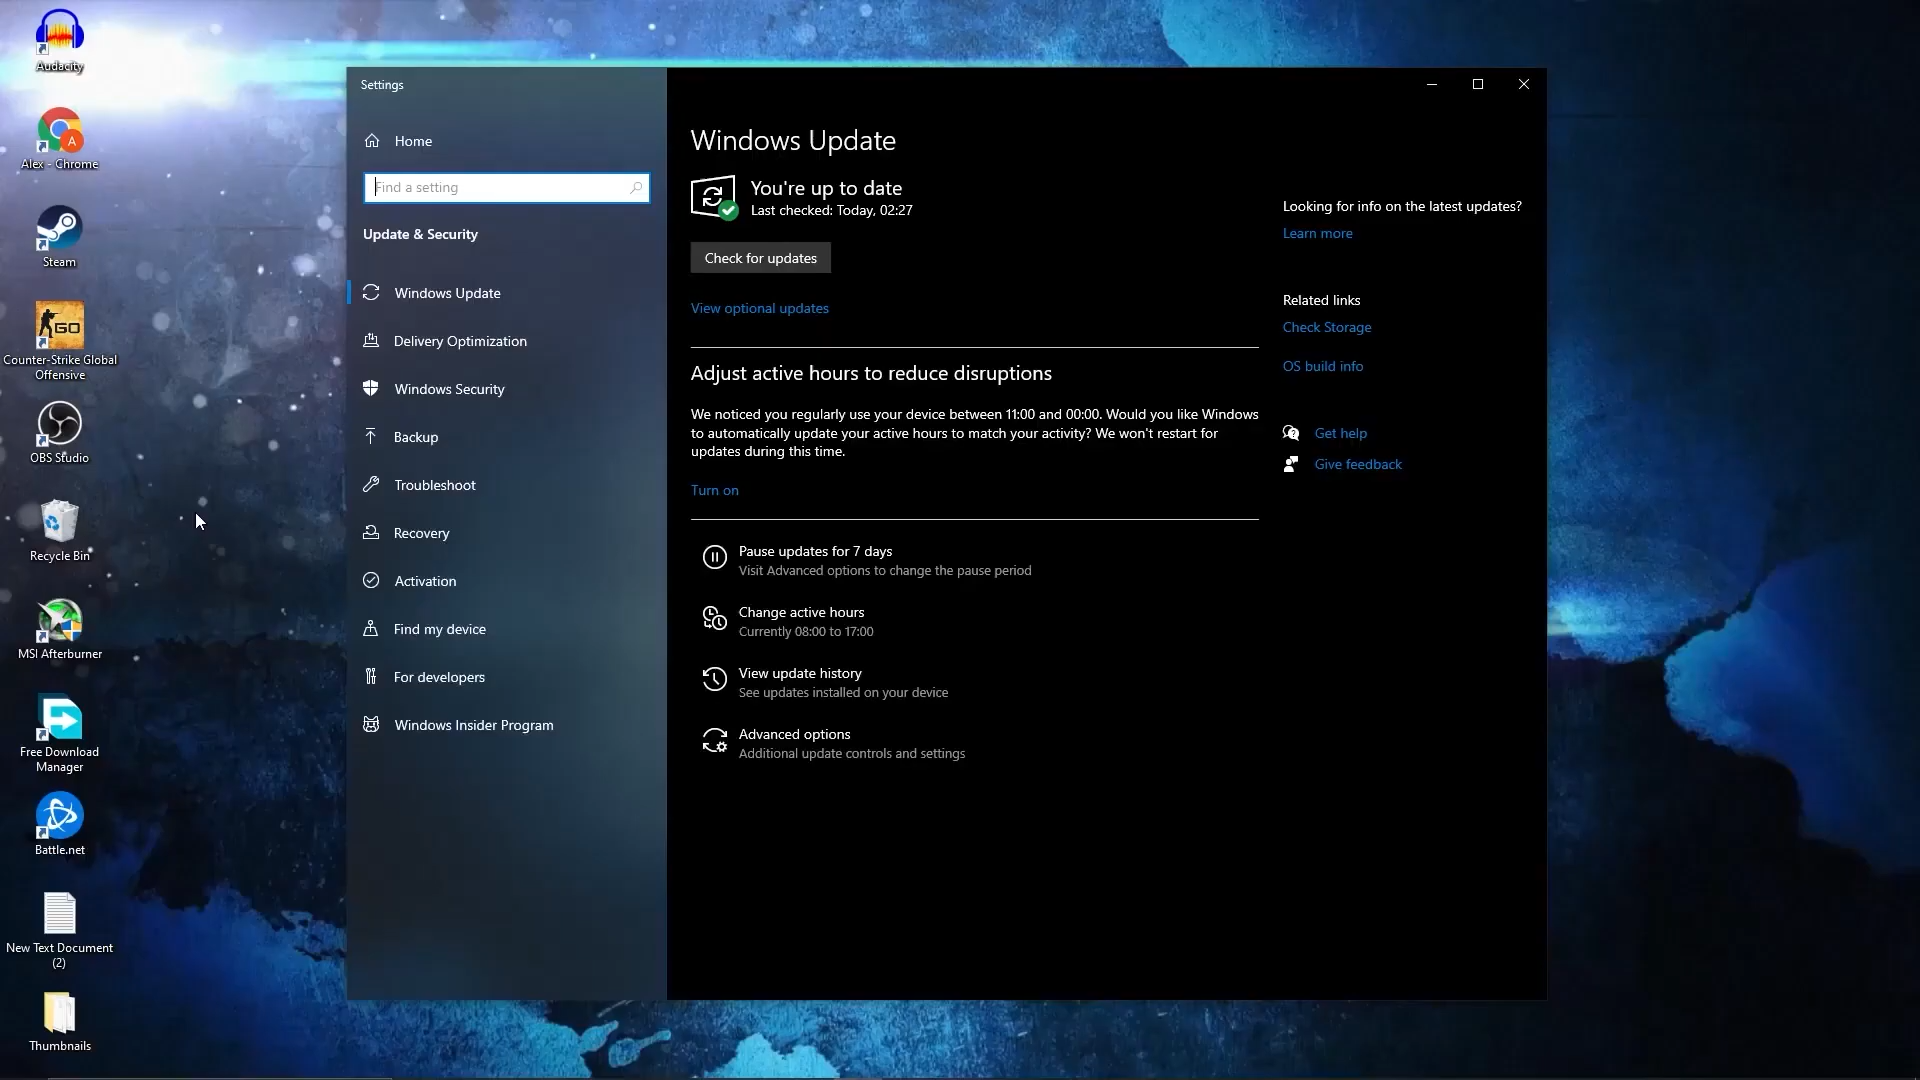 Audacity
Alex - Chrome
Steam
GO
Counter-Strike Global
Offensive
OBS Studio
Recycle Bin
MSI Afterburner
Free Download
Manager
Battle.net
New Text Document
(2)
Thumbnails
Settings
Home
Find a setting
Update & Security
Windows Update
Delivery Optimization
Windows Security
Backup
Troubleshoot
Recovery
Activation
Find my device
For developers
Windows Insider Program
Windows Update
You're up to date
Last checked: Today, 02:27
Check for updates
View optional updates
Adjust active hours to reduce disruptions
We noticed you regularly use your device between 11:00 and 00:00. Would you like Windows
to automatically update your active hours to match your activity? We won't restart for
updates during this time.
Turn on
Pause updates for 7 days
Visit Advanced options to change the pause period
Change active hours
Currently 08:00 to 17:00
View update history
See updates installed on your device
Advanced options
Additional update controls and settings
Looking for info on the latest updates?
Learn more
Related links
Check Storage
OS build info
Get help
Give feedback